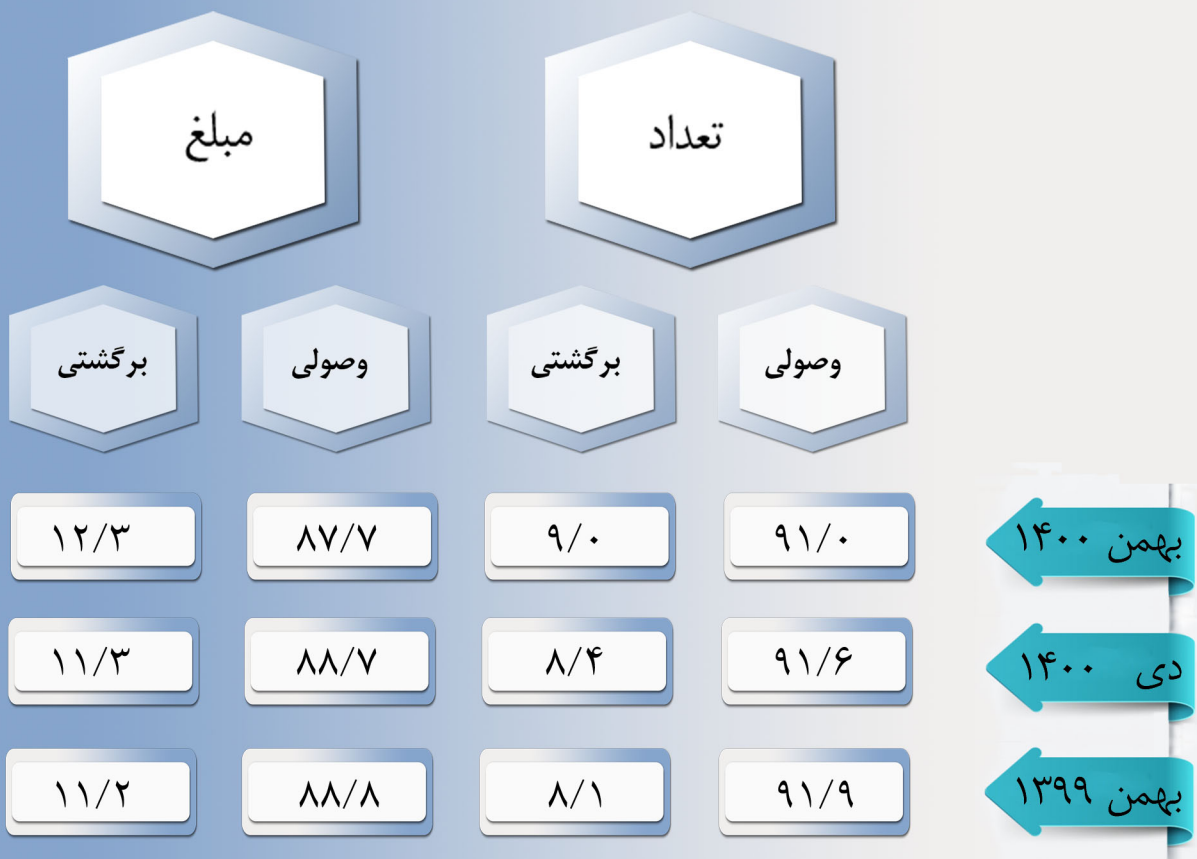 تعداد مبلغ
وصولی برگشتی وصولی برگشتی
بهمن ۱۴۰۰ ۹۱/۰ ۹/۰ ۸۷/۷ ۱۲/۳
دی ۱۴۰۰ ۹۱/۶ ۸/۴ ۸۸/۷ ۱۱/۳
بهمن ۱۳۹۹ ۹۱/۹ ۸/۱ ۸۸/۸ ۱۱/۲